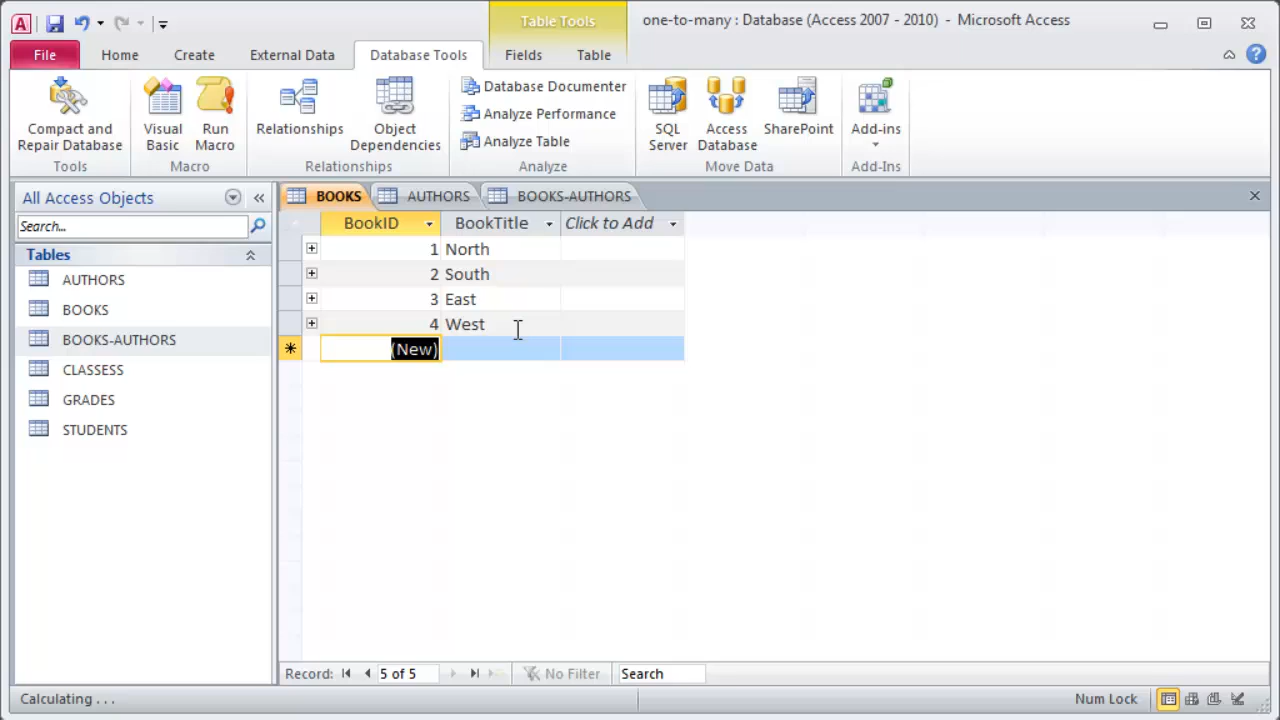 Table Tools
one-to-many : Database (Access 2007 - 2010) - Microsoft Access
File Home Create External Data Database Tools Fields Table
Compact and Repair Database
Visual Basic
Run Macro
Relationships
Object Dependencies
Database Documenter
Analyze Performance
Analyze Table
SQL Server
Access Database
SharePoint
Add-ins
Tools Macro Relationships Analyze Move Data Add-Ins
All Access Objects
Search...
Tables
AUTHORS
BOOKS
BOOKS-AUTHORS
CLASSESS
GRADES
STUDENTS
BOOKS AUTHORS BOOKS-AUTHORS
BookID BookTitle Click to Add
1 North
2 South
3 East
4 West
(New)
Record: 5 of 5 No Filter Search
Calculating . . . Num Lock